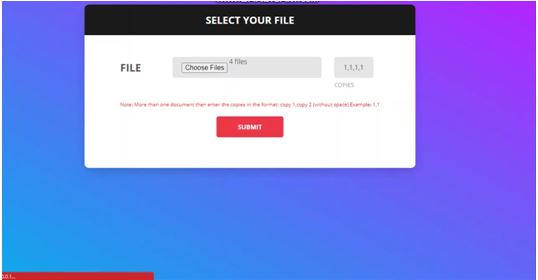 SELECT YOUR FILE
FILE
Choose Files 4 files
1,1,1,1
COPIES
Note: More than one document then enter the copies in the format: copy 1,copy 2 (without space).Example: 1,1
SUBMIT